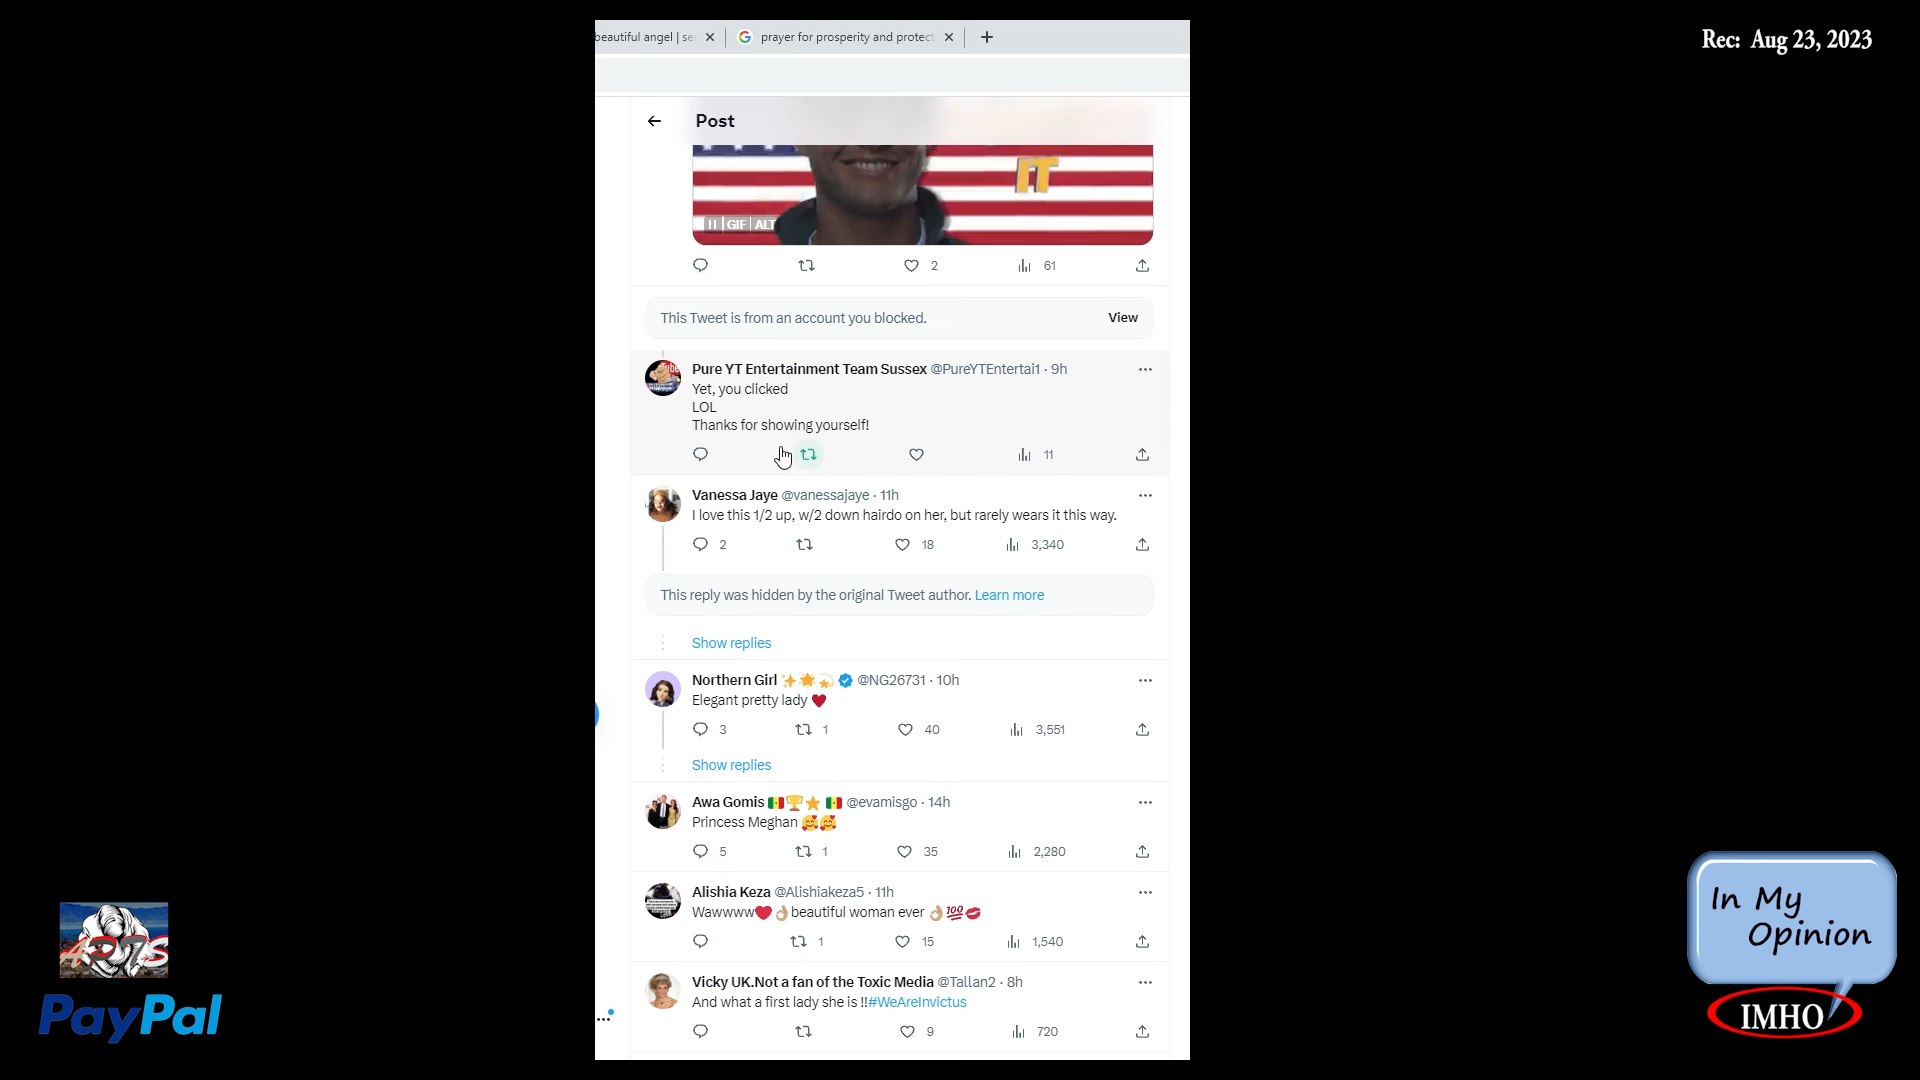 beautiful angel | se
prayer for prosperity and protect
Rec: Aug 23, 2023
Post
IT
GIF ALT
2 61
This Tweet is from an account you blocked. View
Pure YT Entertainment Team Sussex @PureYTEntertai1 · 9h
Yet, you clicked
LOL
Thanks for showing yourself!
11
Vanessa Jaye @vanessajaye · 11h
I love this 1/2 up, w/2 down hairdo on her, but rarely wears it this way.
2 18 3,340
This reply was hidden by the original Tweet author. Learn more
Show replies
Northern Girl ✨🌟💫 @NG26731 · 10h
Elegant pretty lady ♥️
3 1 40 3,551
Show replies
Awa Gomis 🇸🇳🏆⭐🇸🇳 @evamisgo · 14h
Princess Meghan 🥰🥰
5 1 35 2,280
Alishia Keza @Alishiakeza5 · 11h
Wawwww♥️👌🏽beautiful woman ever 👌🏽💯💋
1 15 1,540
Vicky UK.Not a fan of the Toxic Media @Tallan2 · 8h
And what a first lady she is !!#WeAreInvictus
9 720
PayPal
In My
Opinion
IMHO